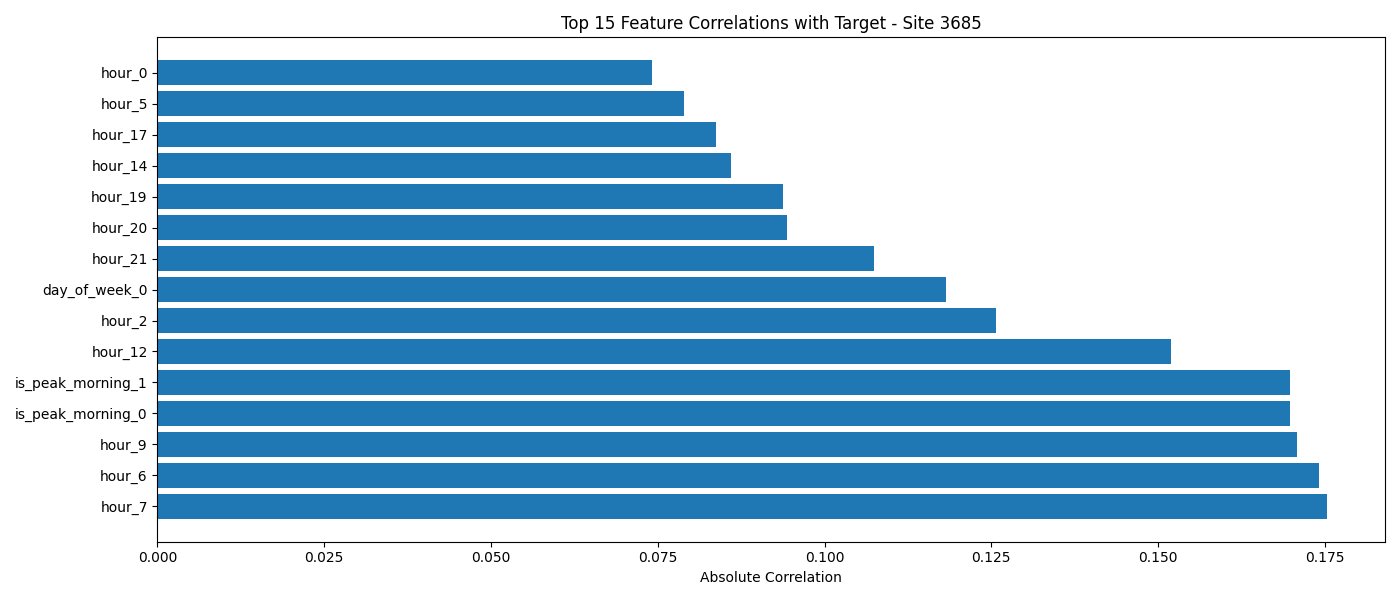 Top 15 Feature Correlations with Target - Site 3685
hour_0
hour_5
hour_17
hour_14
hour_19
hour_20
hour_21
day_of_week_0
hour_2
hour_12
is_peak_morning_1
is_peak_morning_0
hour_9
hour_6
hour_7
0.000 0.025 0.050 0.075 0.100 0.125 0.150 0.175
Absolute Correlation